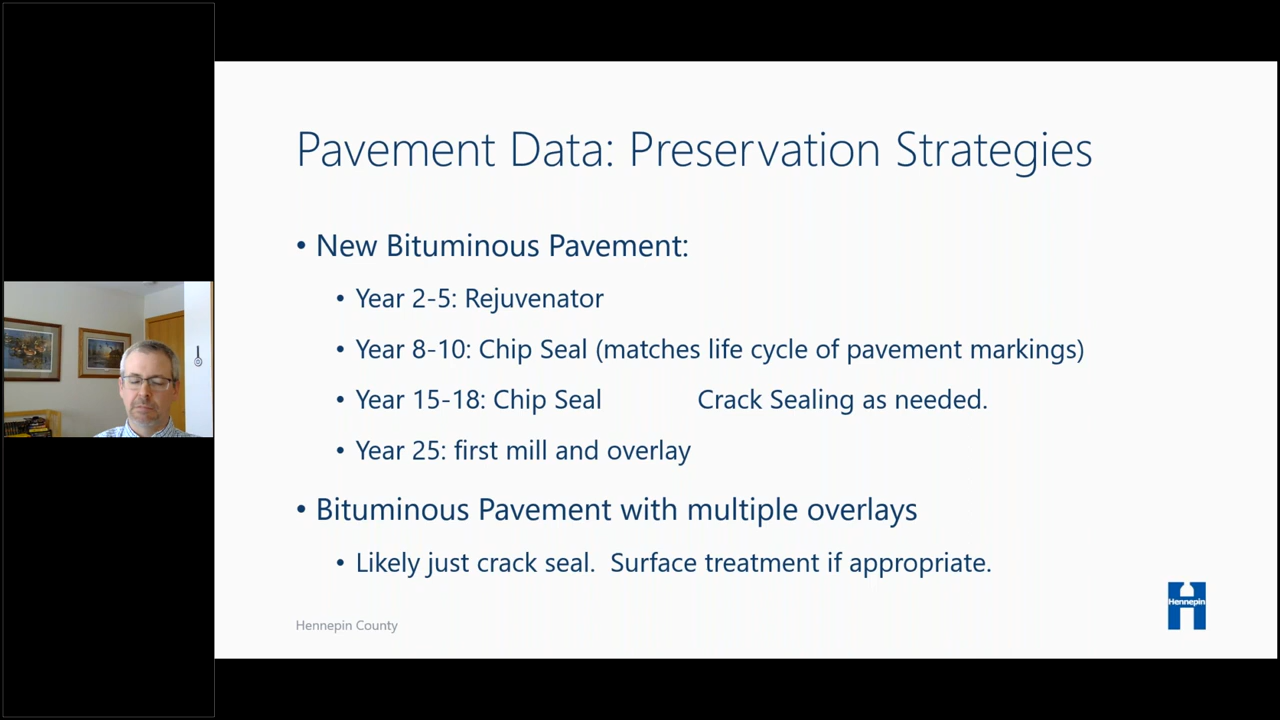 Pavement Data: Preservation Strategies
• New Bituminous Pavement:
• Year 2-5: Rejuvenator
• Year 8-10: Chip Seal (matches life cycle of pavement markings)
• Year 15-18: Chip Seal Crack Sealing as needed.
• Year 25: first mill and overlay
• Bituminous Pavement with multiple overlays
• Likely just crack seal. Surface treatment if appropriate.
Hennepin
Hennepin County